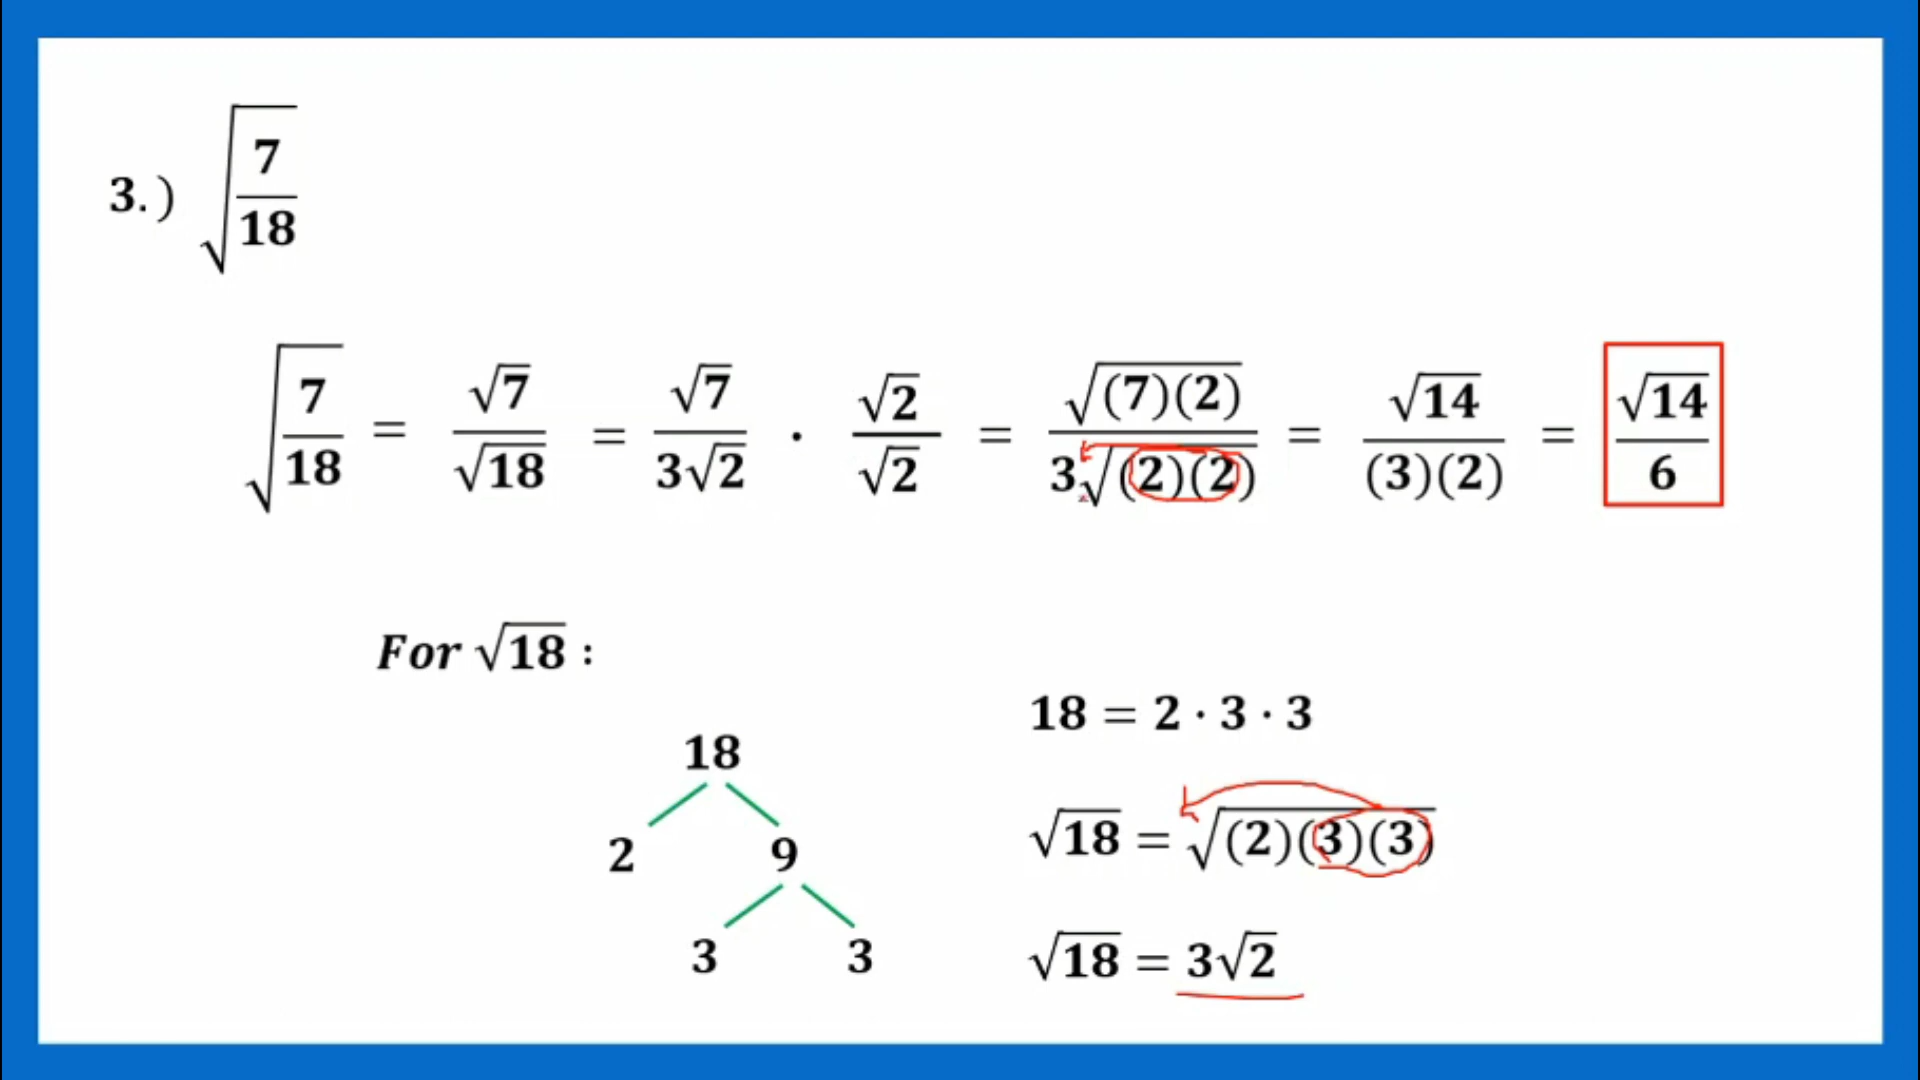 3.) √(7/18)
√(7/18) = √7/√18 = √7/3√2 · √2/√2 = √(7)(2)/3√(2)(2) = √14/(3)(2) = √14/6
For √18 :
18
2 9
3 3
18 = 2 · 3 · 3
√18 = √(2)(3)(3)
√18 = 3√2